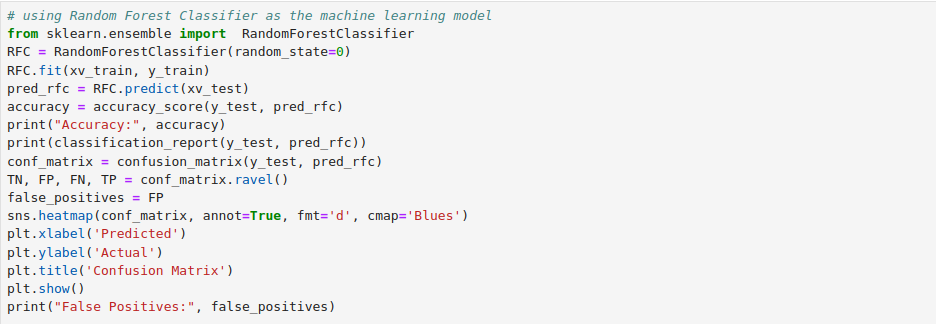 # using Random Forest Classifier as the machine learning model
from sklearn.ensemble import  RandomForestClassifier
RFC = RandomForestClassifier(random_state=0)
RFC.fit(xv_train, y_train)
pred_rfc = RFC.predict(xv_test)
accuracy = accuracy_score(y_test, pred_rfc)
print("Accuracy:", accuracy)
print(classification_report(y_test, pred_rfc))
conf_matrix = confusion_matrix(y_test, pred_rfc)
TN, FP, FN, TP = conf_matrix.ravel()
false_positives = FP
sns.heatmap(conf_matrix, annot=True, fmt='d', cmap='Blues')
plt.xlabel('Predicted')
plt.ylabel('Actual')
plt.title('Confusion Matrix')
plt.show()
print("False Positives:", false_positives)